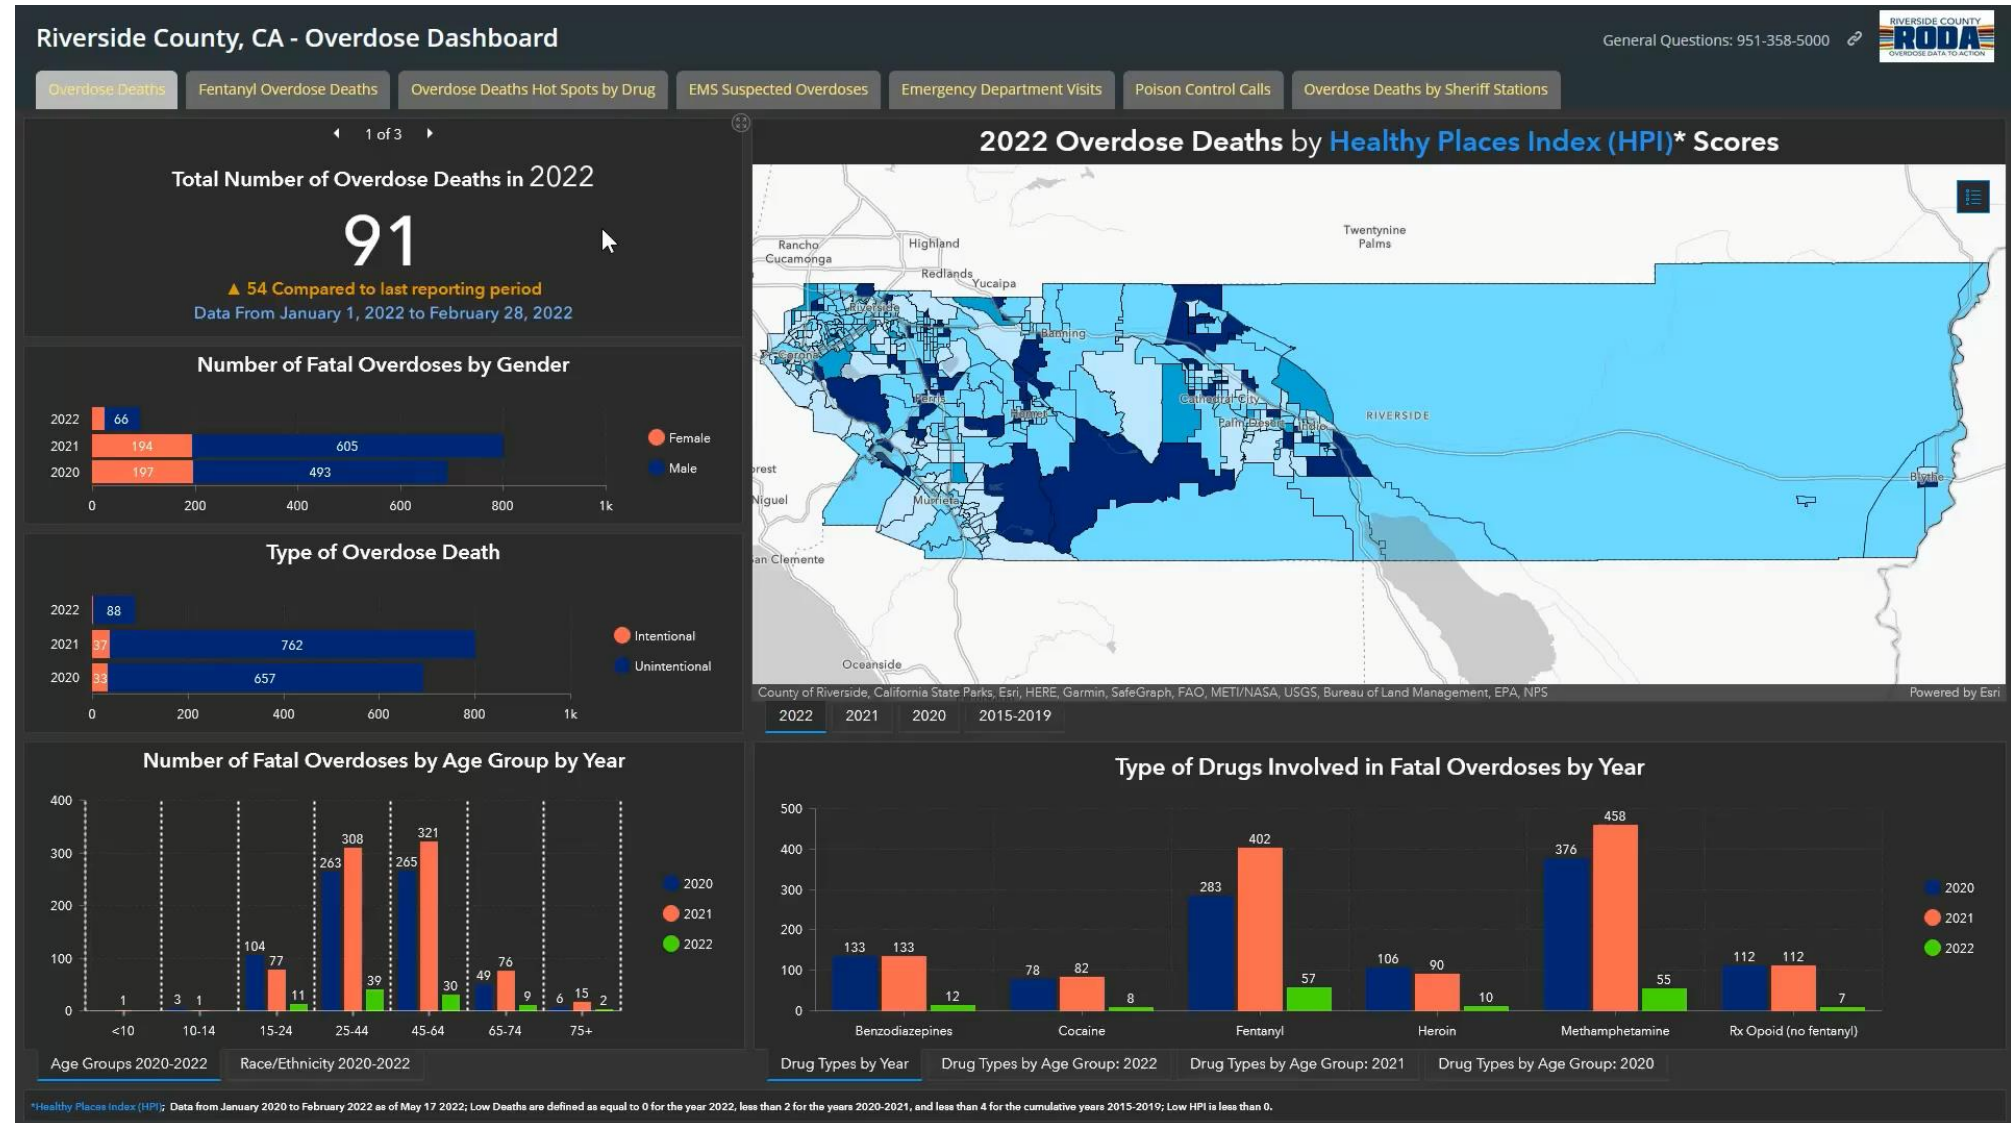 Riverside County, CA - Overdose Dashboard
General Questions: 951-358-5000
RIVERSIDE COUNTY
RODA
OVERDOSE DATA TO ACTION
Overdose Deaths
Fentanyl Overdose Deaths
Overdose Deaths Hot Spots by Drug
EMS Suspected Overdoses
Emergency Department Visits
Poison Control Calls
Overdose Deaths by Sheriff Stations
1 of 3
Total Number of Overdose Deaths in 2022
91
▲ 54 Compared to last reporting period
Data From January 1, 2022 to February 28, 2022
Number of Fatal Overdoses by Gender
2022 66
2021 194 605
2020 197 493
0 200 400 600 800 1k
Female
Male
Type of Overdose Death
2022 88
2021 37 762
2020 33 657
0 200 400 600 800 1k
Intentional
Unintentional
Number of Fatal Overdoses by Age Group by Year
400
300
200
100
0
1
3 1
104 77 11
263 308 39
265 321 30
49 76 9
6 15 2
<10 10-14 15-24 25-44 45-64 65-74 75+
2020
2021
2022
Age Groups 2020-2022
Race/Ethnicity 2020-2022
2022 Overdose Deaths by Healthy Places Index (HPI)* Scores
Twentynine
Palms
Rancho
Cucamonga
Highland
Redlands
Yucaipa
Riverside
Banning
Corona
Perris
Hemet
Cathedral City
Palm Desert
Indio
RIVERSIDE
Blythe
rest
Niguel
Murrieta
an Clemente
Oceanside
County of Riverside, California State Parks, Esri, HERE, Garmin, SafeGraph, FAO, METI/NASA, USGS, Bureau of Land Management, EPA, NPS
Powered by Esri
2022 2021 2020 2015-2019
Type of Drugs Involved in Fatal Overdoses by Year
500
400
300
200
100
0
133 133 12
78 82 8
283 402 57
106 90 10
376 458 55
112 112 7
Benzodiazepines Cocaine Fentanyl Heroin Methamphetamine Rx Opoid (no fentanyl)
2020
2021
2022
Drug Types by Year
Drug Types by Age Group: 2022
Drug Types by Age Group: 2021
Drug Types by Age Group: 2020
*Healthy Places Index (HPI); Data from January 2020 to February 2022 as of May 17 2022; Low Deaths are defined as equal to 0 for the year 2022, less than 2 for the years 2020-2021, and less than 4 for the cumulative years 2015-2019; Low HPI is less than 0.